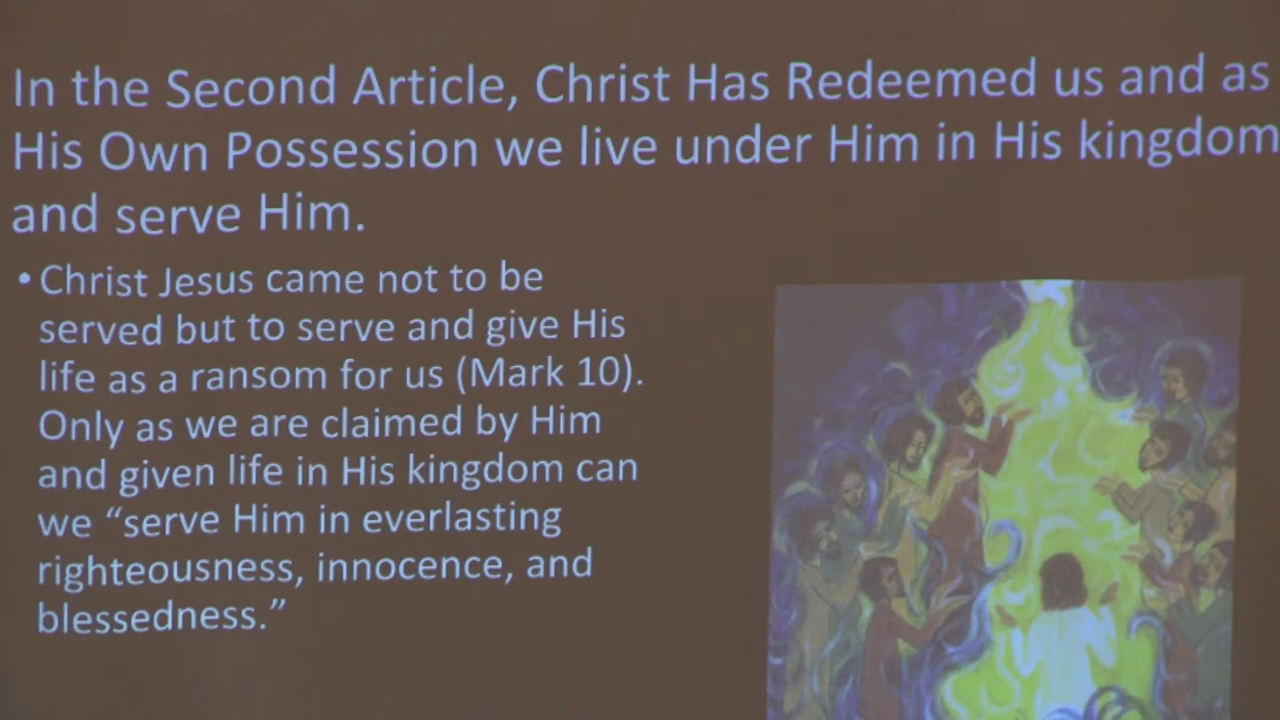 In the Second Article, Christ Has Redeemed us and as
His Own Possession we live under Him in His kingdom
and serve Him.
• Christ Jesus came not to be
served but to serve and give His
life as a ransom for us (Mark 10).
Only as we are claimed by Him
and given life in His kingdom can
we “serve Him in everlasting
righteousness, innocence, and
blessedness.”